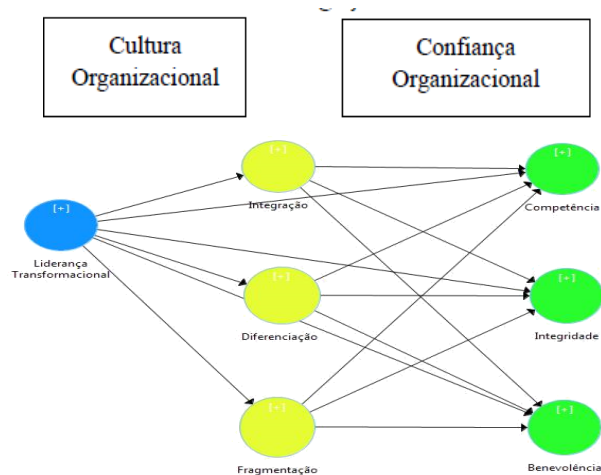 Cultura
Organizacional
Confiança
Organizacional
[+]
Integração
[+]
Competência
[+]
Liderança
Transformacional
[+]
Diferenciação
[+]
Integridade
[+]
Fragmentação
[+]
Benevolência